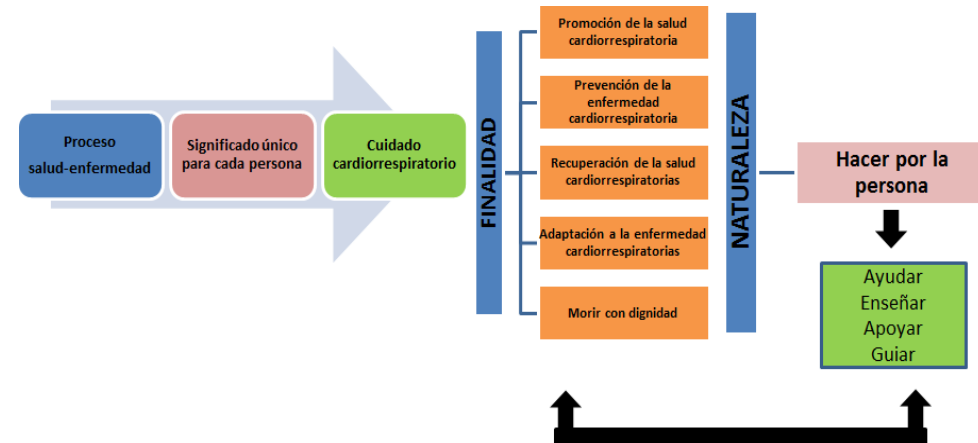 Proceso
salud-enfermedad
Significado único
para cada persona
Cuidado
cardiorrespiratorio
FINALIDAD
Promoción de la salud
cardiorrespiratoria
Prevención de la
enfermedad
cardiorrespiratoria
Recuperación de la salud
cardiorrespiratorias
Adaptación a la enfermedad
cardiorrespiratorias
Morir con dignidad
NATURALEZA
Hacer por la
persona
Ayudar
Enseñar
Apoyar
Guiar